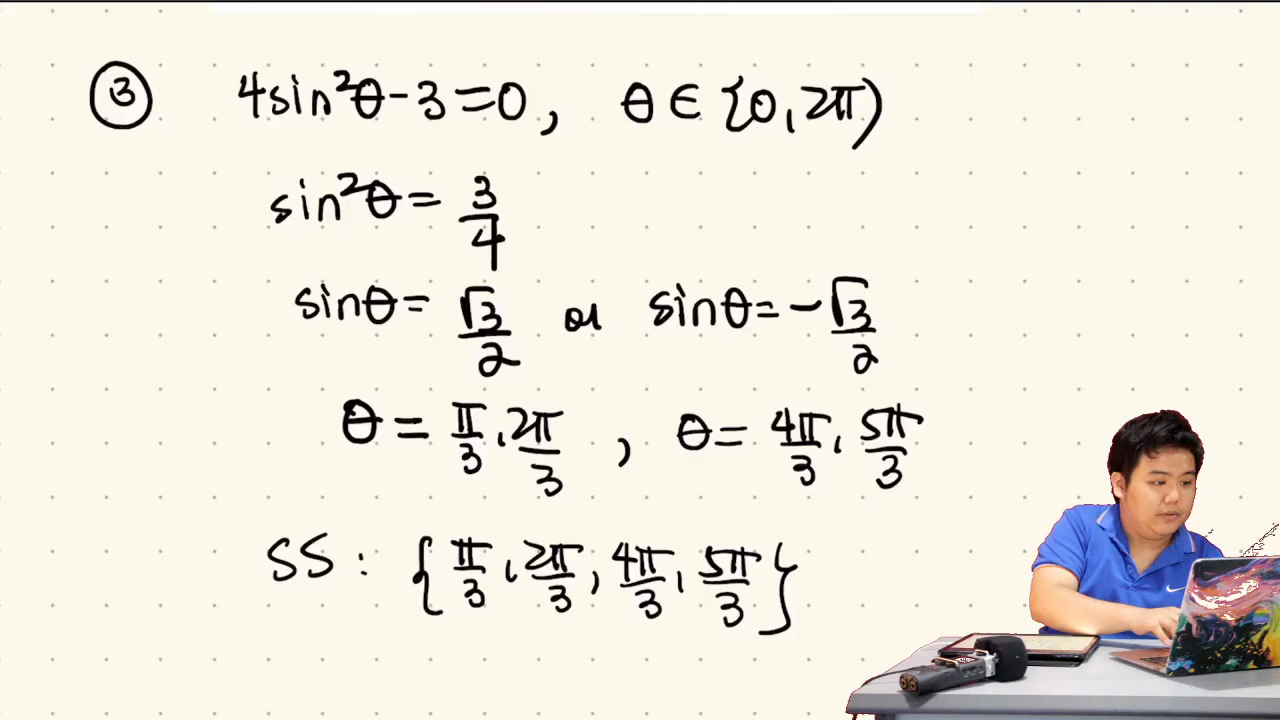 ③ 4sin²θ-3=0, θ∈{0,2π)
sin²θ=3/4
sinθ=√3/2 or sinθ=-√3/2
θ=π/3, 2π/3, θ=4π/3, 5π/3
SS: {π/3, 2π/3, 4π/3, 5π/3}